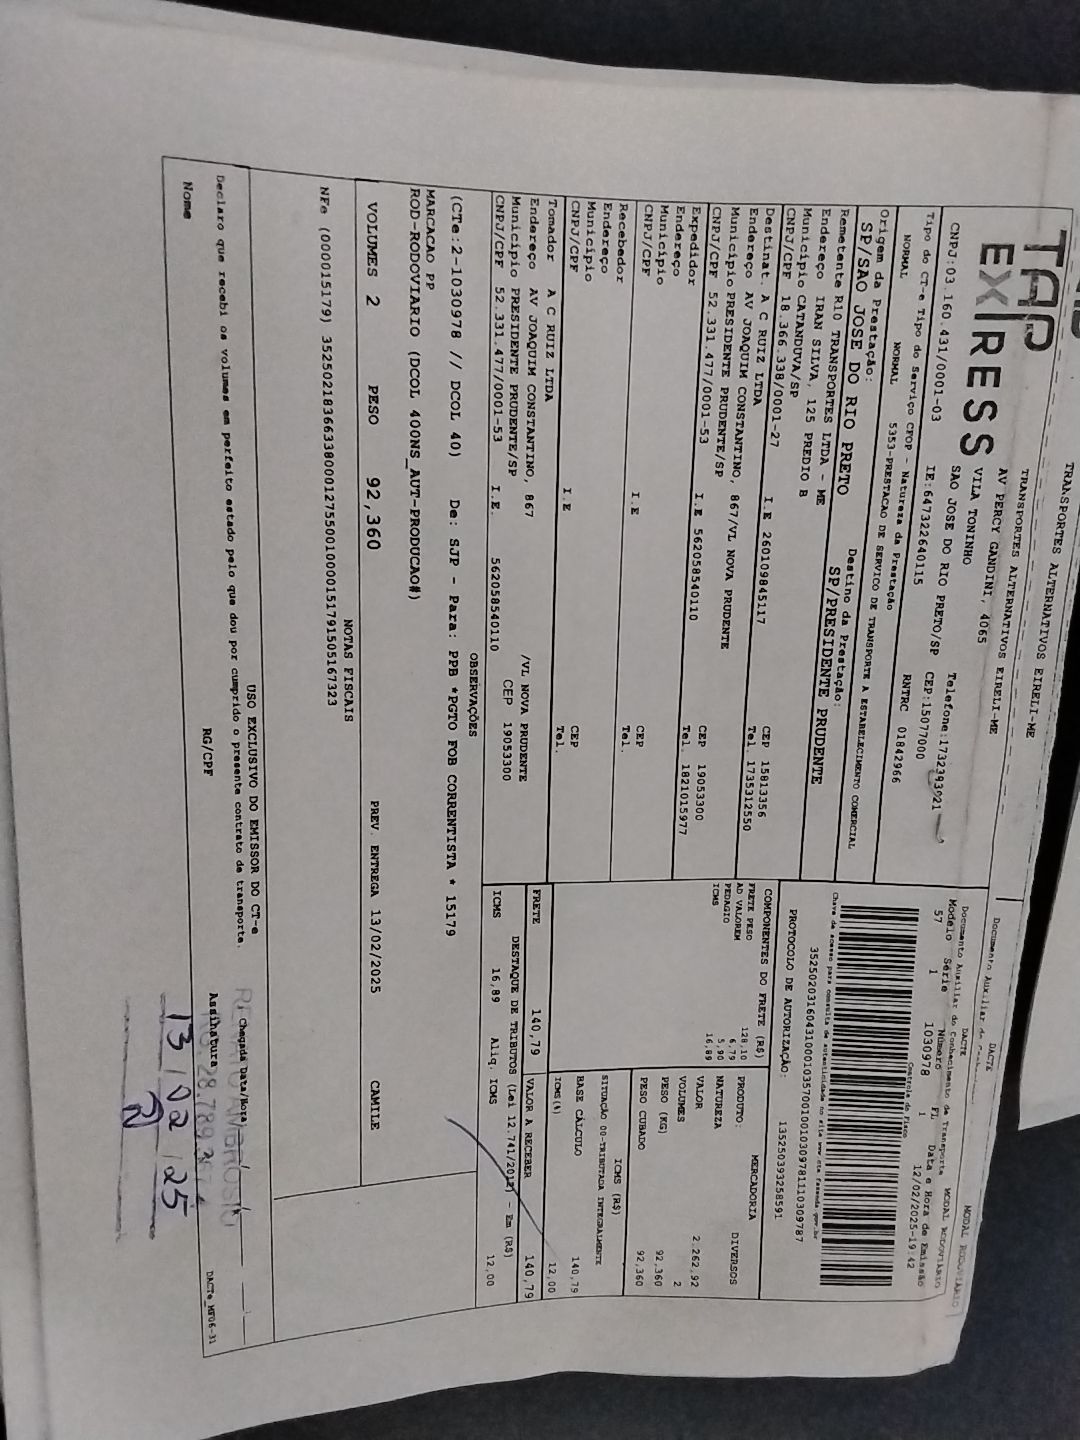 TRANSPORTES ALTERNATIVOS EIRELI-ME
TRANSPORTES ALTERNATIVOS EIRELI-ME
TAP
EX RESS
AV PERCY GANDINI, 4065
VILA TONINHO
SAO JOSE DO RIO PRETO/SP CEP:15077000
Telefone:1732393921
CNPJ:03.160.431/0001-03 IE:647322640115 RNTRC 01842966
Tipo do CT-e Tipo do Serviço CFOP - Natureza da Prestação
NORMAL NORMAL 5353-PRESTACAO DE SERVICO DE TRANSPORTE A ESTABELECIMENTO COMERCIAL
Origem da Prestação: Destino da Prestação:
SP/SAO JOSE DO RIO PRETO SP/PRESIDENTE PRUDENTE
MODAL RODOVIÁRIO
DACTE
DACTE
Documento Auxiliar do Conhecimento de Transporte MODAL RODOVIÁRIO
Modelo Série Número Fl Data e Hora de Emissão
57 1 1030978 1 12/02/2025-19:42
Controle do Fisco
Chave de acesso para consulta de autenticidade no site www.cte.fazenda.gov.br
35250203160431000103570010010309781110309787
PROTOCOLO DE AUTORIZAÇÃO: 135250393258591
Remetente R10 TRANSPORTES LTDA - ME
Endereço IRAN SILVA, 125 PREDIO B
Município CATANDUVA/SP CEP 15813356
CNPJ/CPF 18.366.338/0001-27 I.E 260109845117 Tel. 1735312550
Destinat. A C RUIZ LTDA
Endereço AV JOAQUIM CONSTANTINO, 867/VL NOVA PRUDENTE
Município PRESIDENTE PRUDENTE/SP CEP 19053300
CNPJ/CPF 52.331.477/0001-53 I.E 562058540110 Tel. 1821015977
Expedidor
Endereço
Município CEP
CNPJ/CPF I.E Tel.
Recebedor
Endereço
Município CEP
CNPJ/CPF I.E Tel.
Tomador A C RUIZ LTDA
Endereço AV JOAQUIM CONSTANTINO, 867 /VL NOVA PRUDENTE
Município PRESIDENTE PRUDENTE/SP CEP 19053300
CNPJ/CPF 52.331.477/0001-53 I.E. 562058540110
COMPONENTES DO FRETE (R$)
FRETE PESO 128,10
AD VALOREM 6,79
PEDAGIO 5,90
ICMS 16,89
MERCADORIA
PRODUTO: DIVERSOS
NATUREZA
VALOR 2.262,92
VOLUMES 2
PESO (KG) 92,360
PESO CUBADO 92,360
ICMS (R$)
SITUAÇÃO 00-TRIBUTADA INTEGRALMENTE
BASE CÁLCULO 140,79
ICMS(%) 12,00
FRETE 140,79 VALOR A RECEBER 140,79
DESTAQUE DE TRIBUTOS (Lei 12.741/2012) - Em (R$)
ICMS 16,89 Aliq. ICMS 12,00
OBSERVAÇÕES
(CTe:2-1030978 // DCOL 40) De: SJP - Para: PPB *PGTO FOB CORRENTISTA * 15179
MARCACAO PP
ROD-RODOVIARIO (DCOL 400NS_AUT-PRODUCAO#)
VOLUMES 2 PESO 92,360 PREV. ENTREGA 13/02/2025 CAMILE
NOTAS FISCAIS
NFe (000015179) 35250218366338000127550010000151791505167323
USO EXCLUSIVO DO EMISSOR DO CT-e
Declaro que recebi os volumes em perfeito estado pelo que dou por cumprido o presente contrato de transporte.
Chegada Data/Hora
Nome RG/CPF Assinatura
DACTe_MF06-31
13/02/25